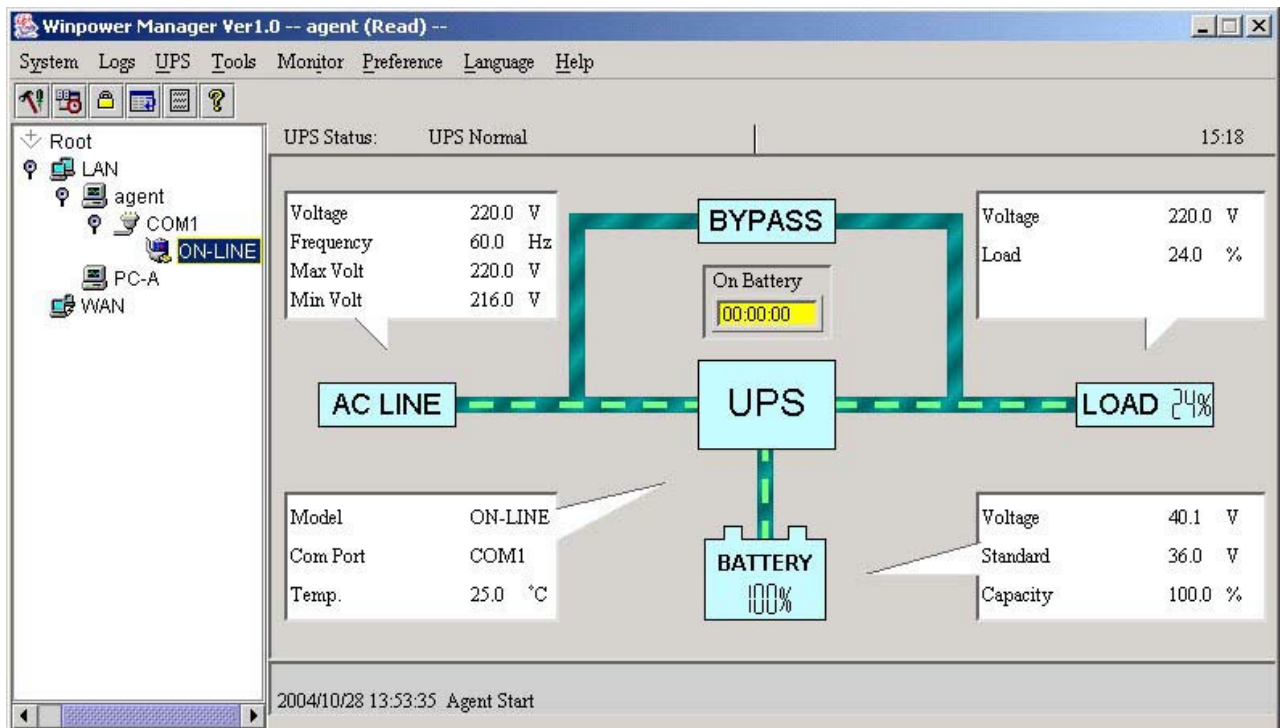 Winpower Manager Ver1.0 -- agent (Read) --
System Logs UPS Tools Monitor Preference Language Help
Root
LAN
agent
COM1
ON-LINE
PC-A
WAN
UPS Status: UPS Normal 15:18
Voltage 220.0 V
Frequency 60.0 Hz
Max Volt 220.0 V
Min Volt 216.0 V
BYPASS
On Battery
00:00:00
Voltage 220.0 V
Load 24.0 %
AC LINE
UPS
LOAD 24%
Model ON-LINE
Com Port COM1
Temp. 25.0 °C
BATTERY
100%
Voltage 40.1 V
Standard 36.0 V
Capacity 100.0 %
2004/10/28 13:53:35 Agent Start